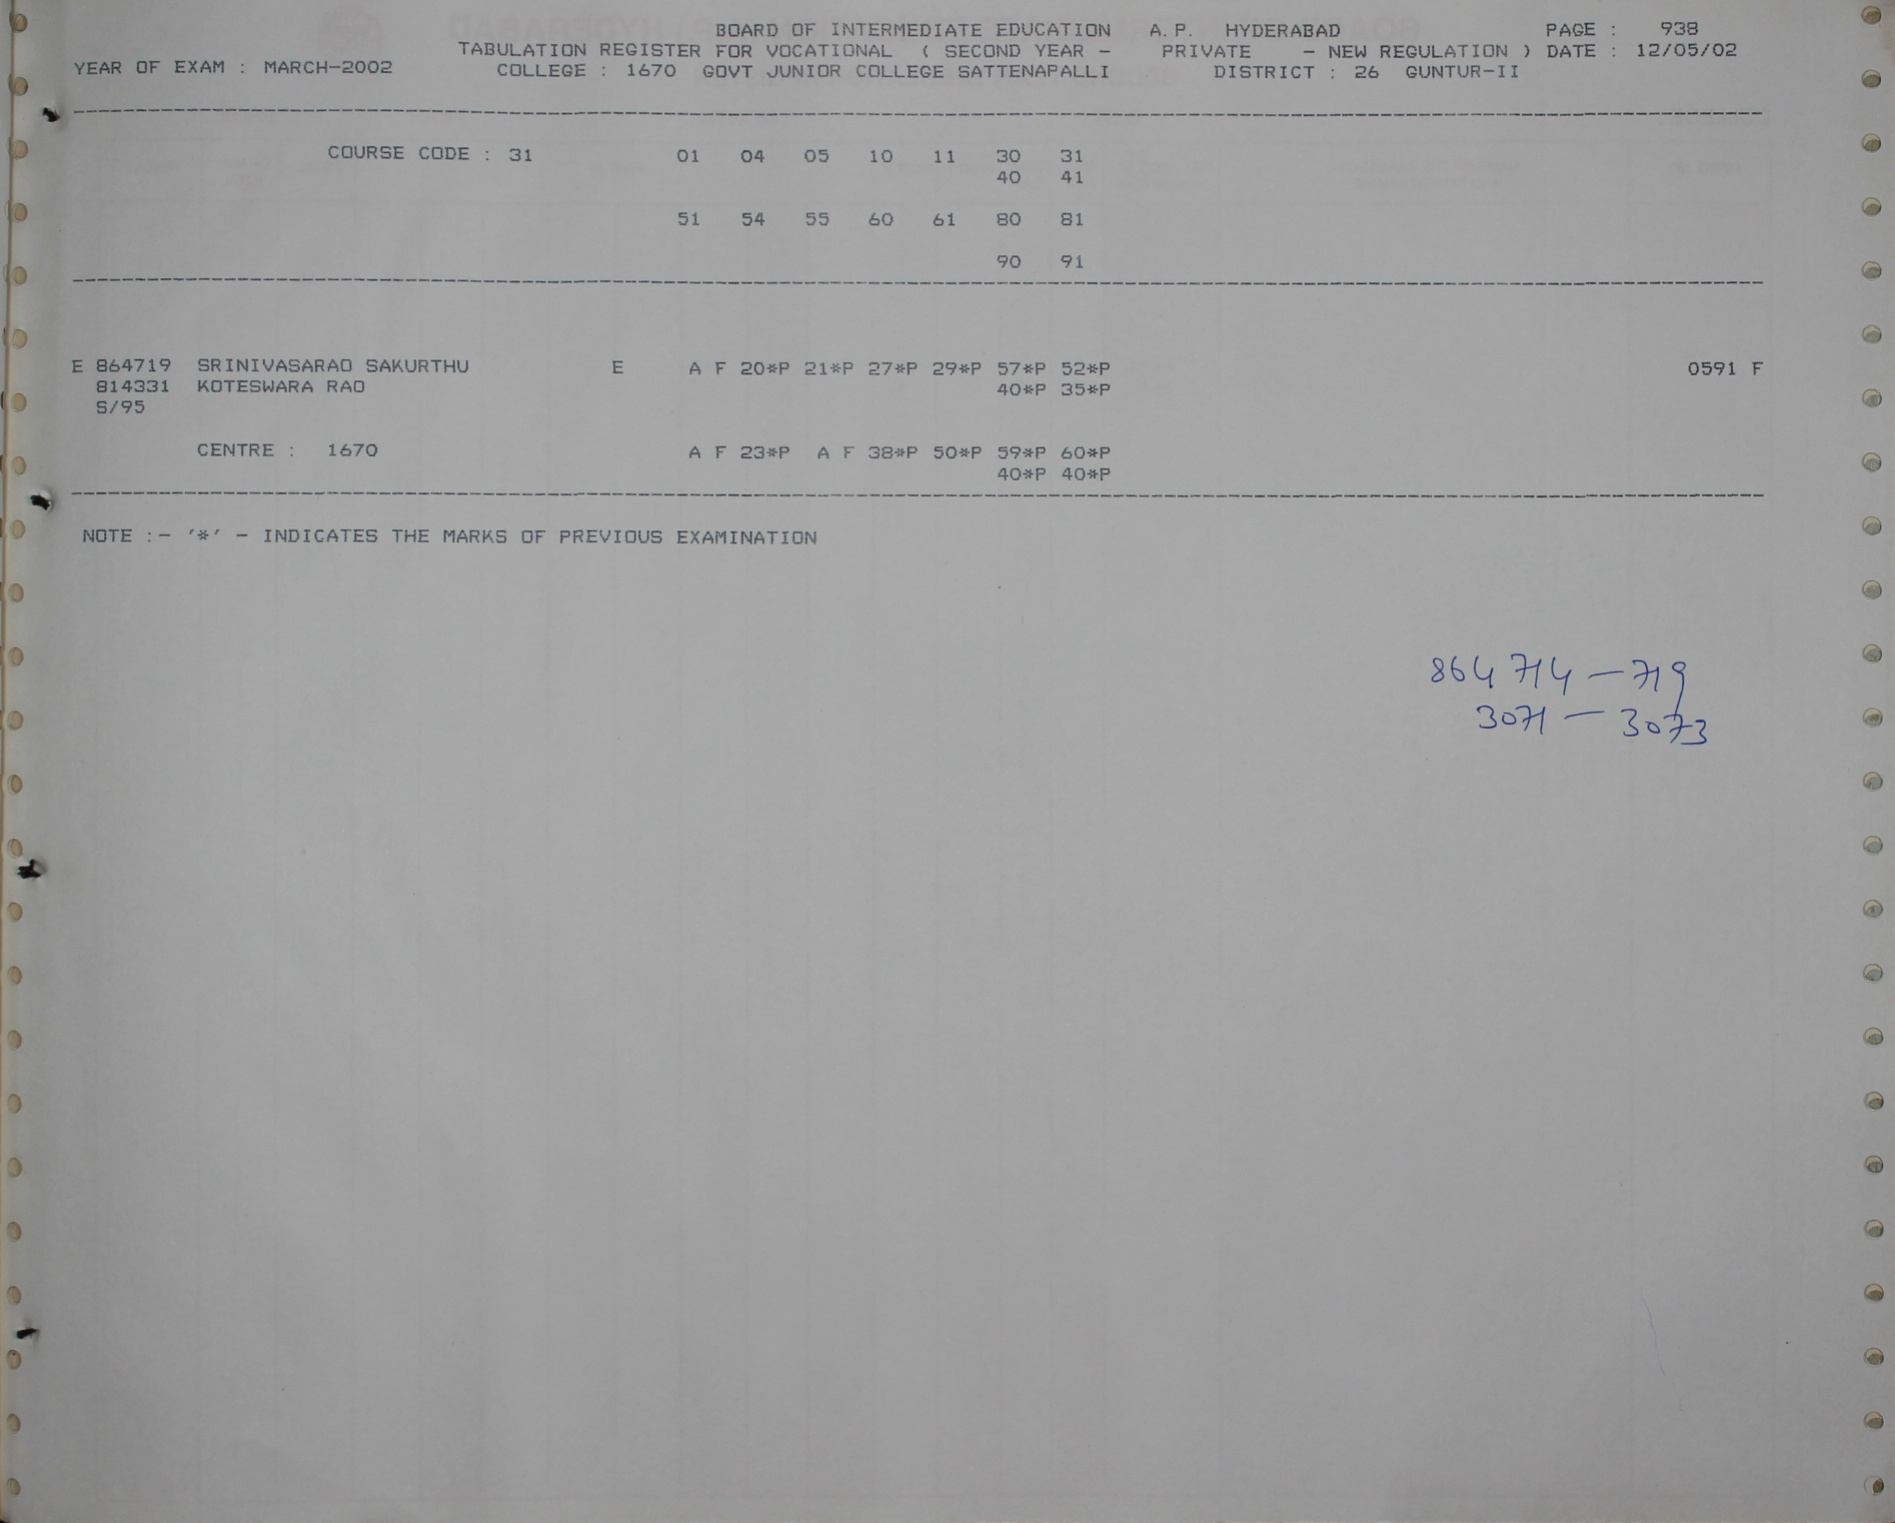 BOARD OF INTERMEDIATE EDUCATION A.P. HYDERABAD PAGE : 938
TABULATION REGISTER FOR VOCATIONAL ( SECOND YEAR - PRIVATE - NEW REGULATION ) DATE : 12/05/02
YEAR OF EXAM : MARCH-2002 COLLEGE : 1670 GOVT JUNIOR COLLEGE SATTENAPALLI DISTRICT : 26 GUNTUR-II
COURSE CODE : 31 01 04 05 10 11 30 31
40 41
51 54 55 60 61 80 81
90 91
E 864719 SRINIVASARAO SAKURTHU E A F 20*P 21*P 27*P 29*P 57*P 52*P 0591 F
814331 KOTESWARA RAO 40*P 35*P
S/95
CENTRE : 1670 A F 23*P A F 38*P 50*P 59*P 60*P
40*P 40*P
NOTE :- '*' - INDICATES THE MARKS OF PREVIOUS EXAMINATION
864714 — 719
3071 — 3073